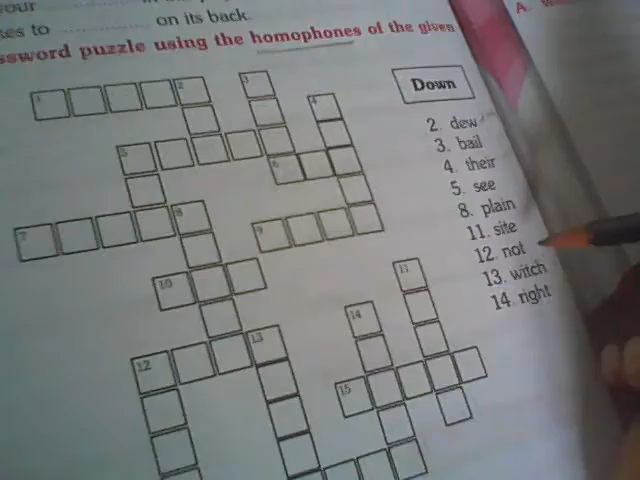 on its back.
puzzle using the homophones of the given
Down
2. dew
3. bail
4. their
5. see
8. plain
11. site
12. not
13. witch
14. right
1
2
3
4
5
6
7
8
9
10
11
12
13
14
15